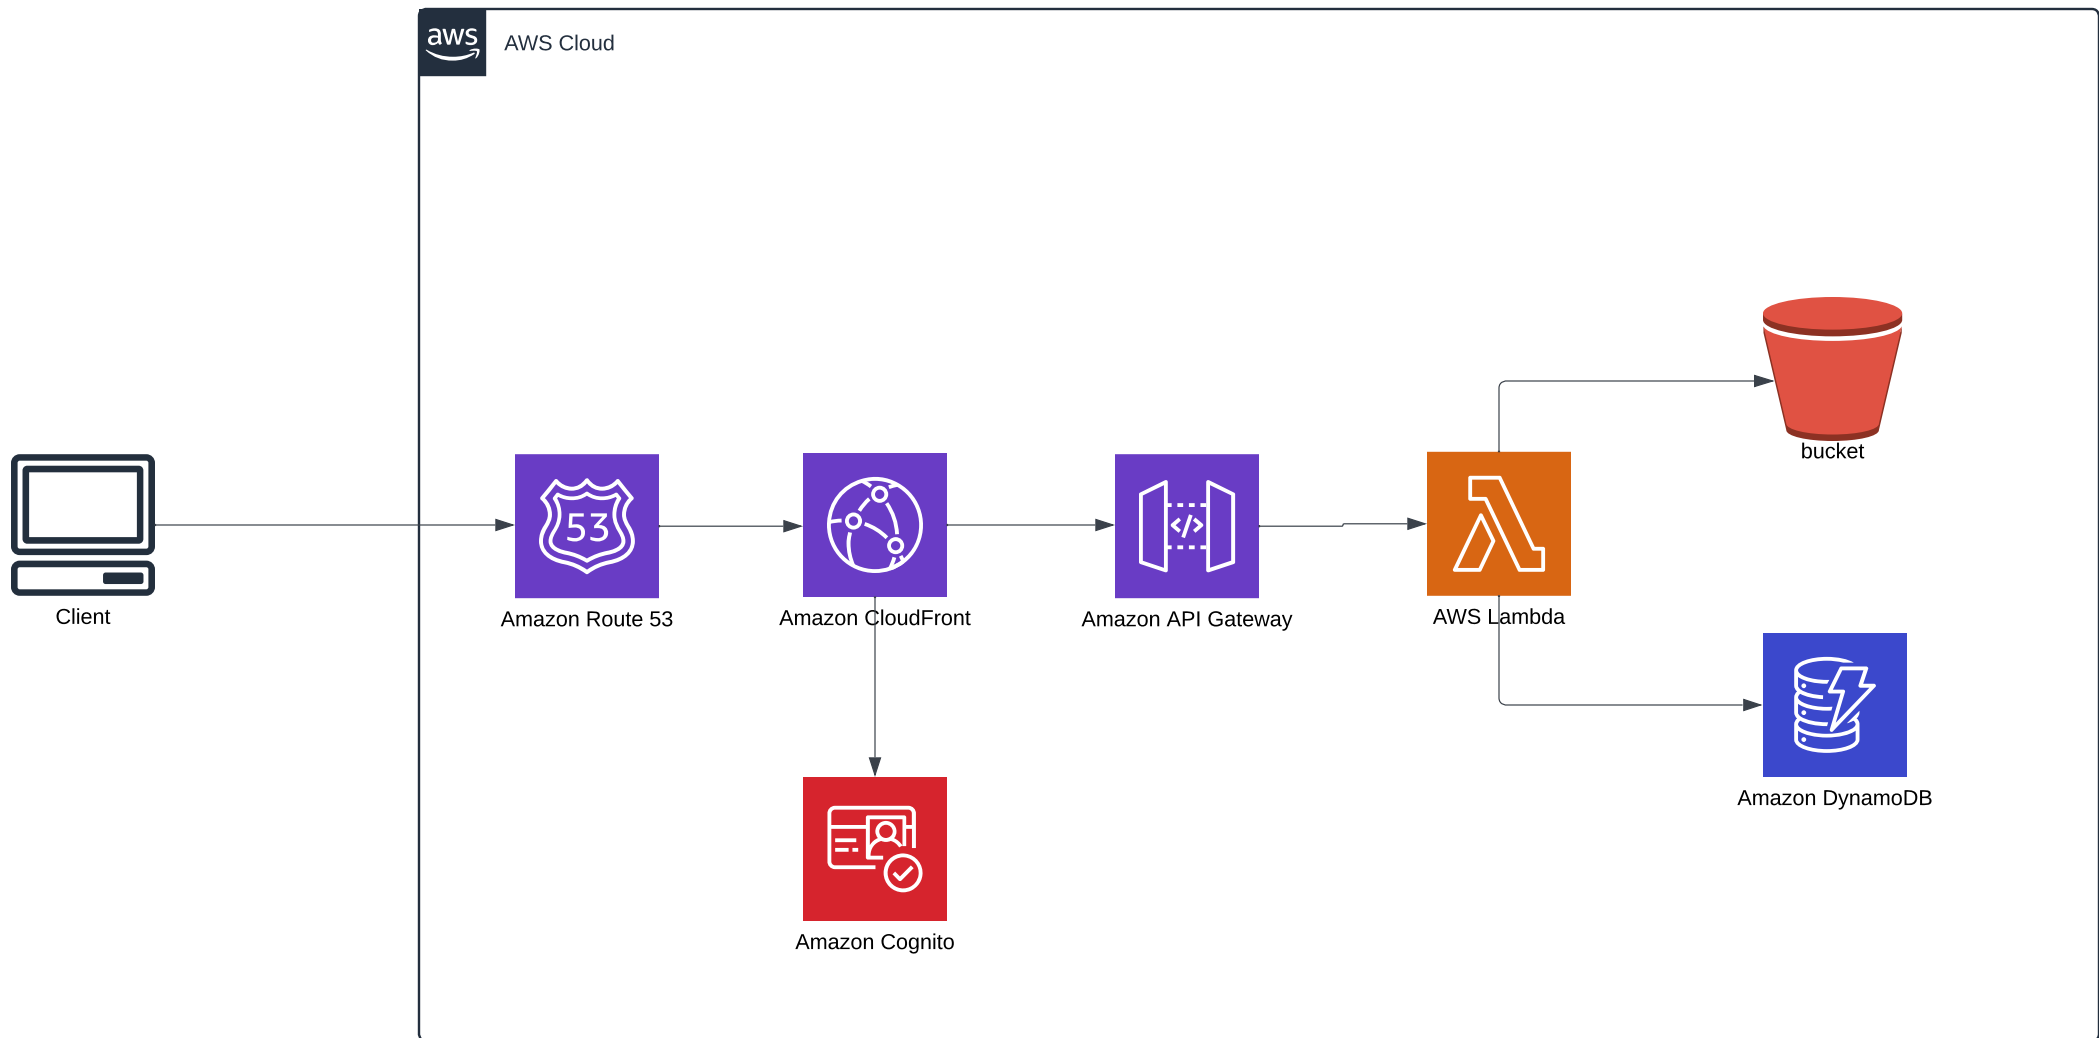 aws
AWS Cloud
bucket
53
</>
Client
Amazon Route 53
Amazon CloudFront
Amazon API Gateway
AWS Lambda
Amazon DynamoDB
Amazon Cognito